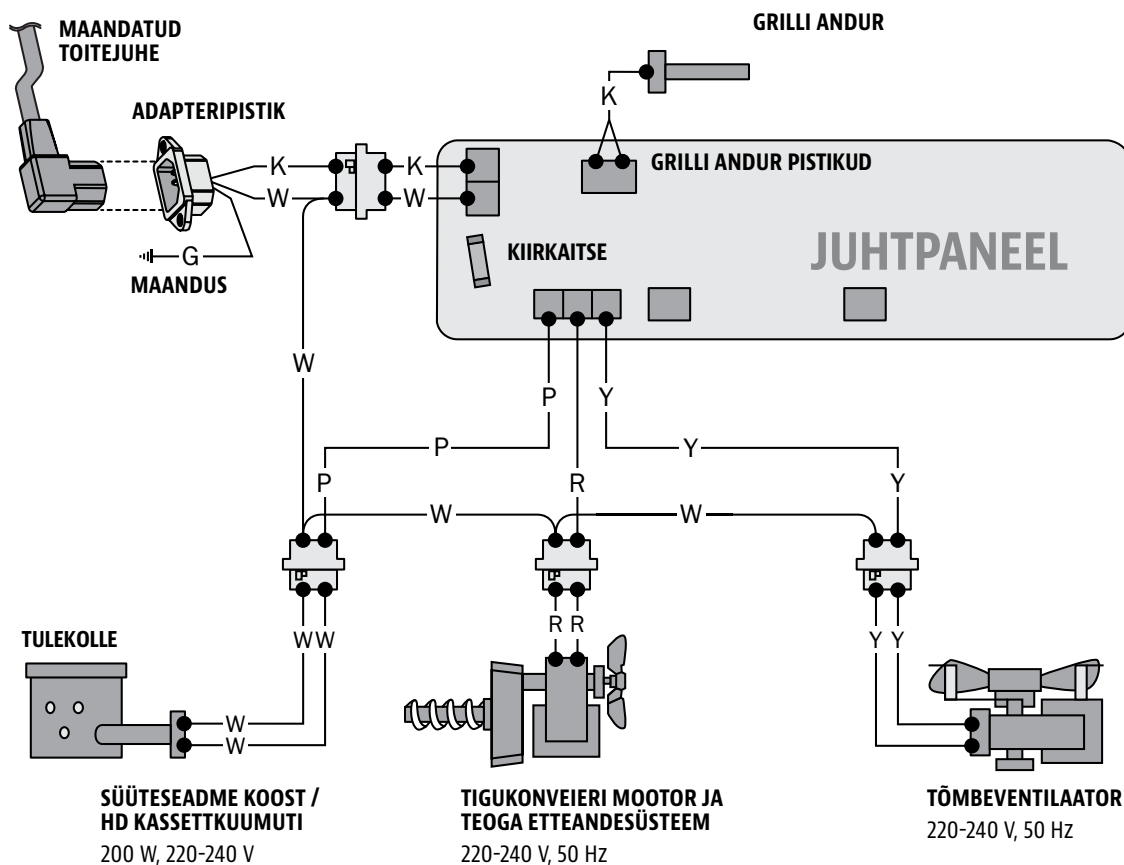 MAANDATUD
TOITEJUHE
GRILLI ANDUR
ADAPTERIPISTIK
K
K
K
W
W
GRILLI ANDUR PISTIKUD
G
MAANDUS
KIIRKAITSE
JUHTPANEEL
W
P
Y
P
Y
P
R
Y
W
W
TULEKOLLE
W W
R R
Y Y
W
W
SÜÜTESEADME KOOST /
HD KASSETTKUUMUTI
200 W, 220-240 V
TIGUKONVEIERI MOOTOR JA
TEOGA ETTEANDESÜSTEEM
220-240 V, 50 Hz
TÕMBEVENTILAATOR
220-240 V, 50 Hz